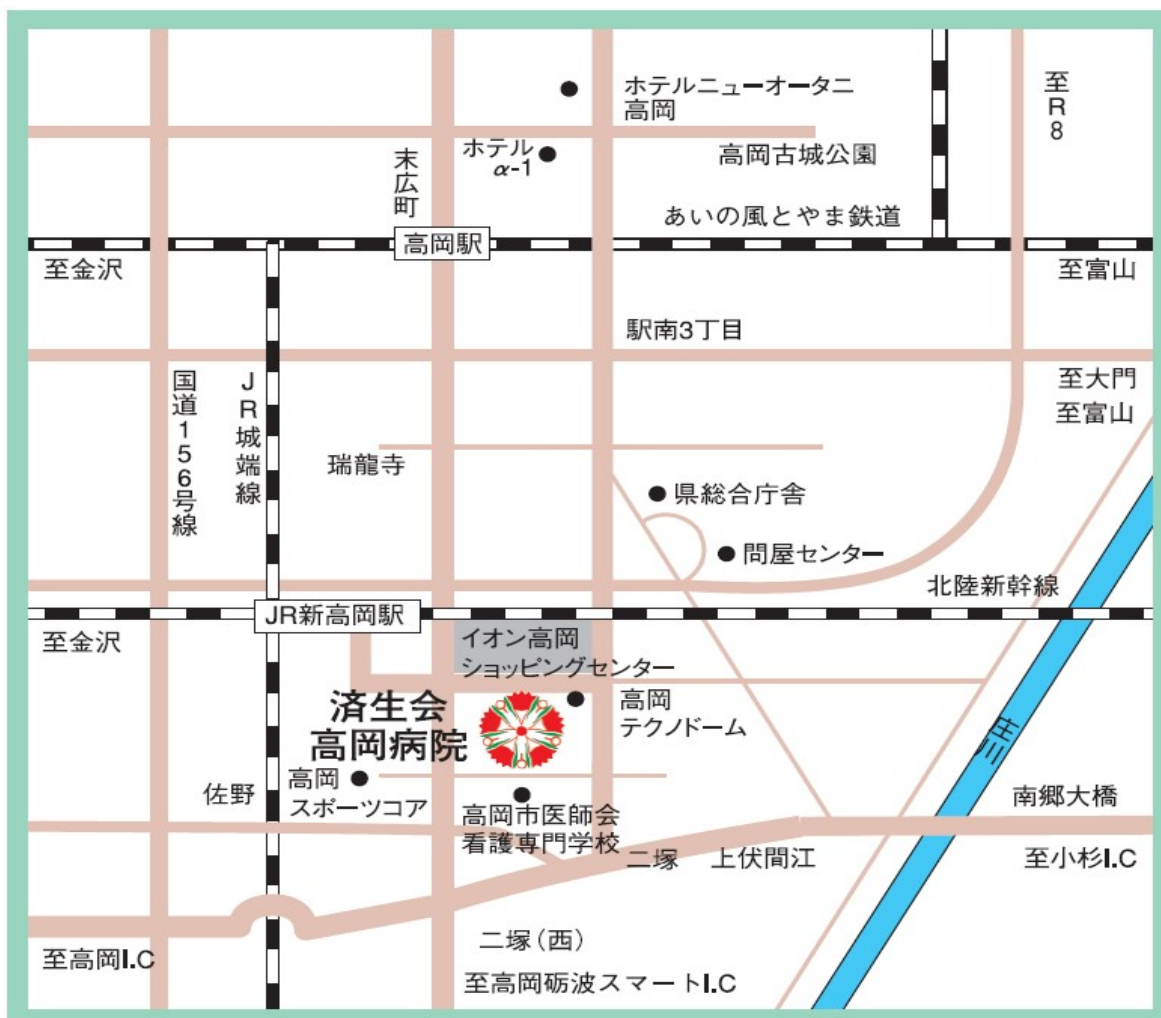 ホテルニューオータニ
高岡
至R8
末広町
ホテル
α-1
高岡古城公園
あいの風とやま鉄道
高岡駅
至金沢
至富山
駅南3丁目
国道156号線
JR城端線
至大門
至富山
瑞龍寺
県総合庁舎
問屋センター
北陸新幹線
JR新高岡駅
至金沢
イオン高岡
ショッピングセンター
済生会
高岡病院
高岡
テクノドーム
庄川
佐野
高岡
スポーツコア
高岡市医師会
看護専門学校
南郷大橋
二塚
上伏間江
至小杉I.C
至高岡I.C
二塚(西)
至高岡砺波スマートI.C